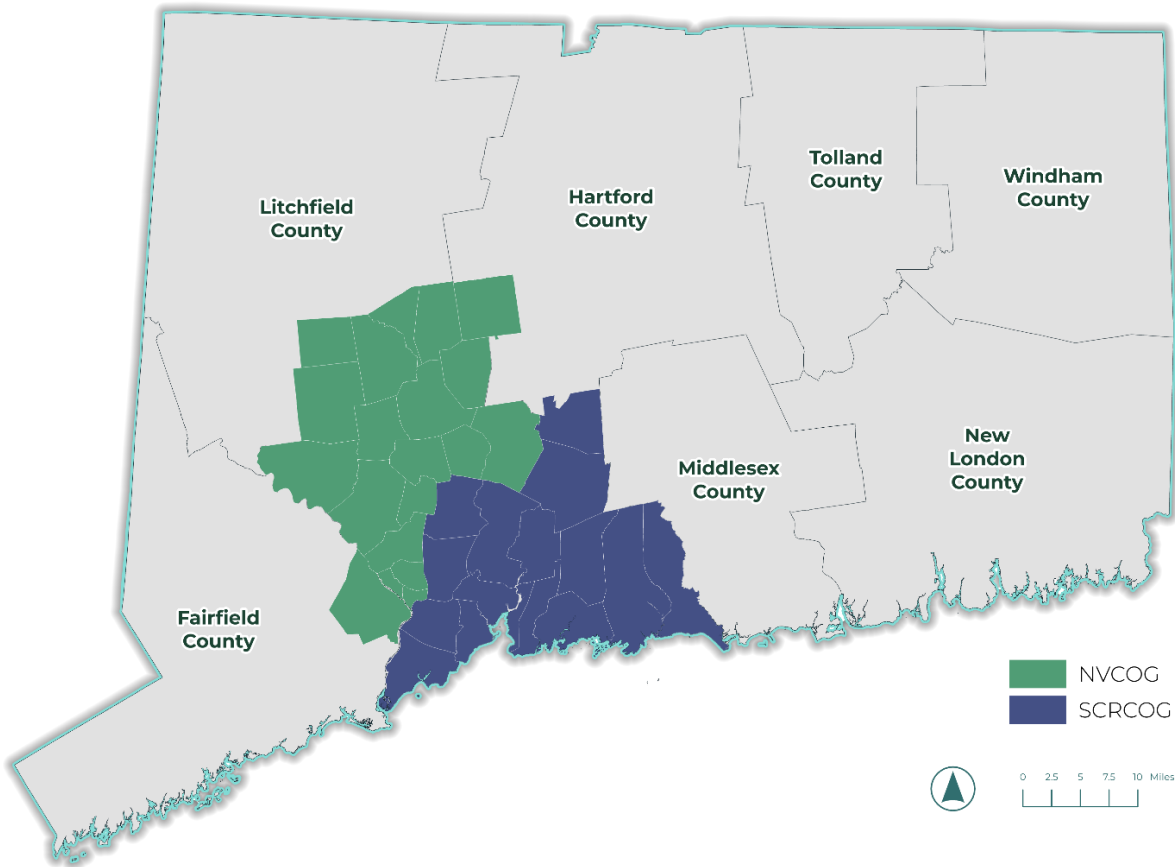 Litchfield
County
Hartford
County
Tolland
County
Windham
County
Middlesex
County
New
London
County
Fairfield
County
NVCOG
SCRCOG
0 2.5 5 7.5 10 Miles